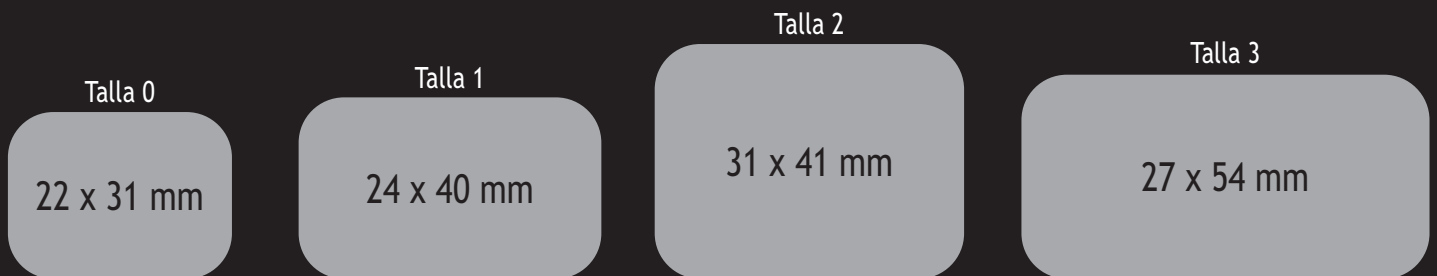 Talla 0
22 x 31 mm
Talla 1
24 x 40 mm
Talla 2
31 x 41 mm
Talla 3
27 x 54 mm